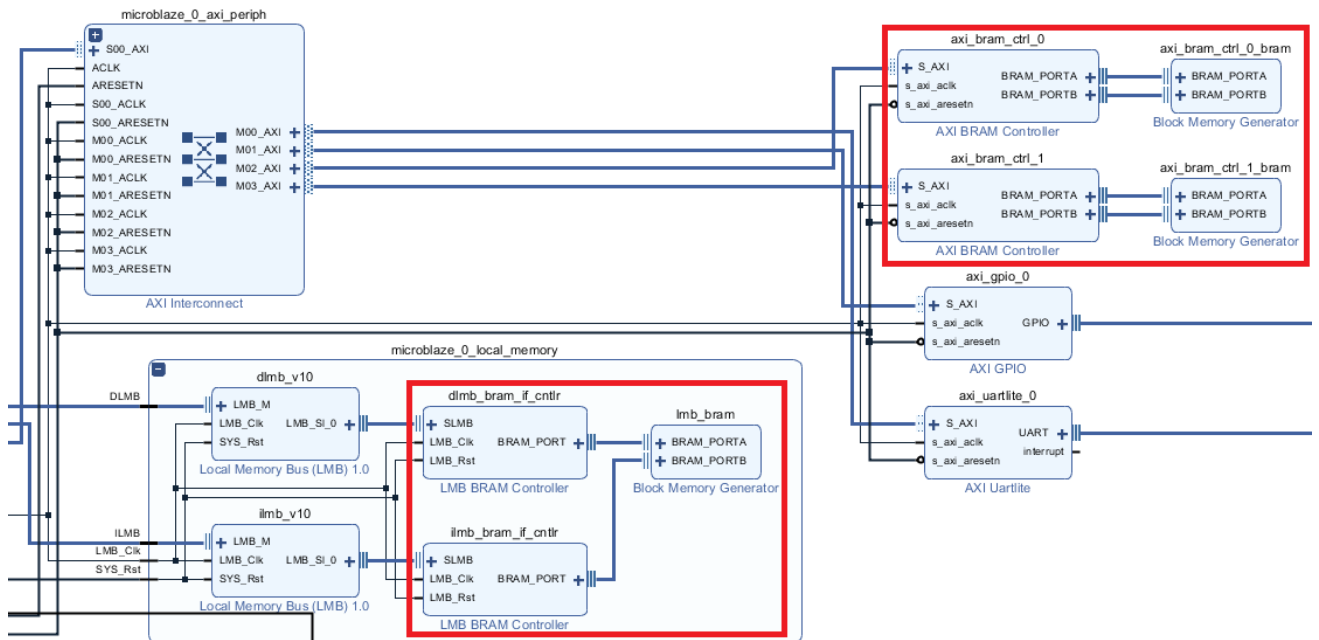 microblaze_0_axi_periph
S00_AXI
ACLK
ARESETN
S00_ACLK
S00_ARESETN
M00_ACLK
M00_ARESETN
M01_ACLK
M01_ARESETN
M02_ACLK
M02_ARESETN
M03_ACLK
M03_ARESETN
M00_AXI
M01_AXI
M02_AXI
M03_AXI
AXI Interconnect
axi_bram_ctrl_0
S_AXI
s_axi_aclk
s_axi_aresetn
BRAM_PORTA
BRAM_PORTB
AXI BRAM Controller
axi_bram_ctrl_0_bram
BRAM_PORTA
BRAM_PORTB
Block Memory Generator
axi_bram_ctrl_1
S_AXI
s_axi_aclk
s_axi_aresetn
BRAM_PORTA
BRAM_PORTB
AXI BRAM Controller
axi_bram_ctrl_1_bram
BRAM_PORTA
BRAM_PORTB
Block Memory Generator
axi_gpio_0
S_AXI
s_axi_aclk
s_axi_aresetn
GPIO
AXI GPIO
axi_uartlite_0
S_AXI
s_axi_aclk
s_axi_aresetn
UART
interrupt
AXI Uartlite
microblaze_0_local_memory
DLMB
ILMB
LMB_Clk
SYS_Rst
dlmb_v10
LMB_M
LMB_Clk
SYS_Rst
LMB_Sl_0
Local Memory Bus (LMB) 1.0
dlmb_bram_if_cntlr
SLMB
LMB_Clk
LMB_Rst
BRAM_PORT
LMB BRAM Controller
lmb_bram
BRAM_PORTA
BRAM_PORTB
Block Memory Generator
ilmb_v10
LMB_M
LMB_Clk
SYS_Rst
LMB_Sl_0
Local Memory Bus (LMB) 1.0
ilmb_bram_if_cntlr
SLMB
LMB_Clk
LMB_Rst
BRAM_PORT
LMB BRAM Controller